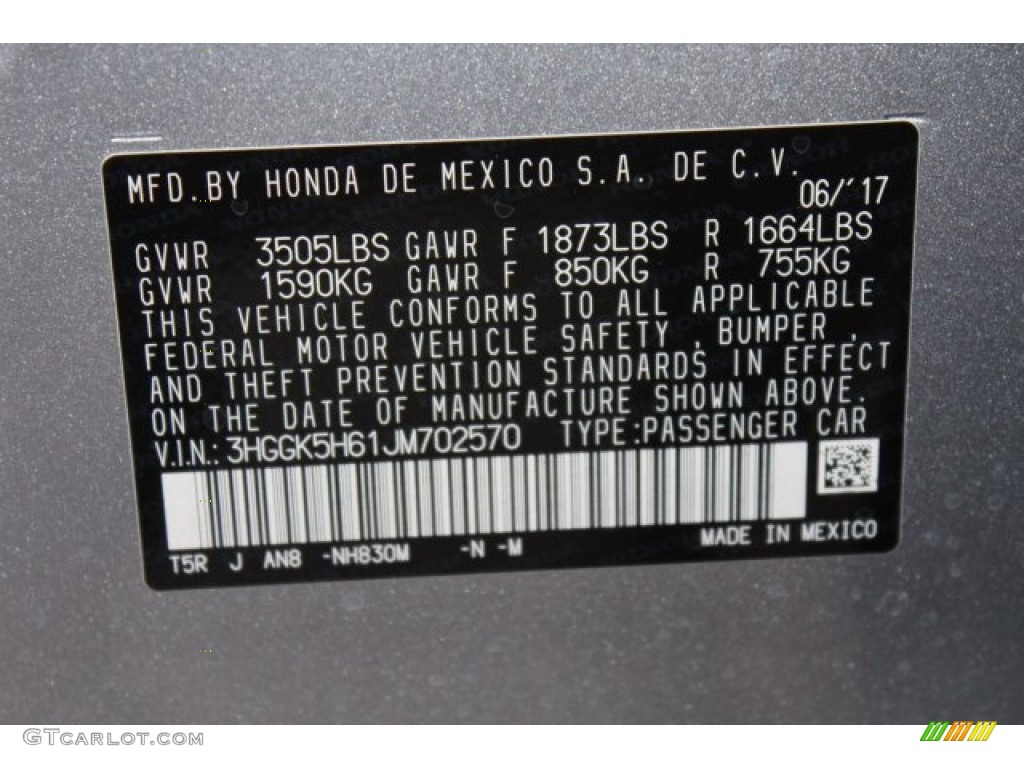 MFD. BY HONDA DE MEXICO S.A. DE C.V.
06/'17
GVWR 3505LBS GAWR F 1873LBS R 1664LBS
GVWR 1590KG GAWR F 850KG R 755KG
THIS VEHICLE CONFORMS TO ALL APPLICABLE
FEDERAL MOTOR VEHICLE SAFETY , BUMPER ,
AND THEFT PREVENTION STANDARDS IN EFFECT
ON THE DATE OF MANUFACTURE SHOWN ABOVE.
V.I.N.: 3HGGK5H61JM702570 TYPE:PASSENGER CAR
T5R J AN8 -NH830M -N -M MADE IN MEXICO
GTCarlot.com